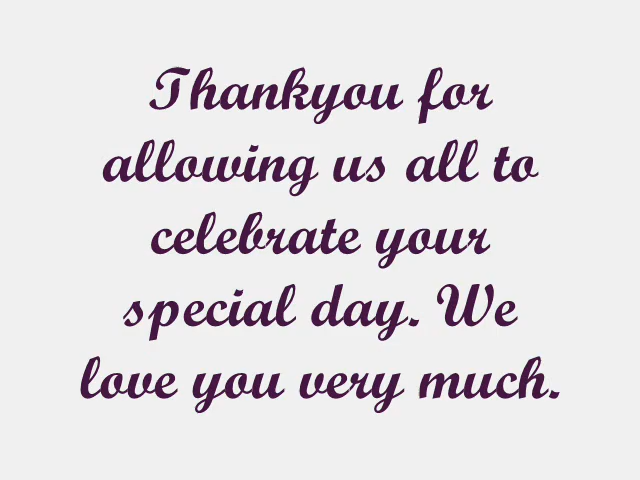 Thankyou for
allowing us all to
celebrate your
special day. We
love you very much.